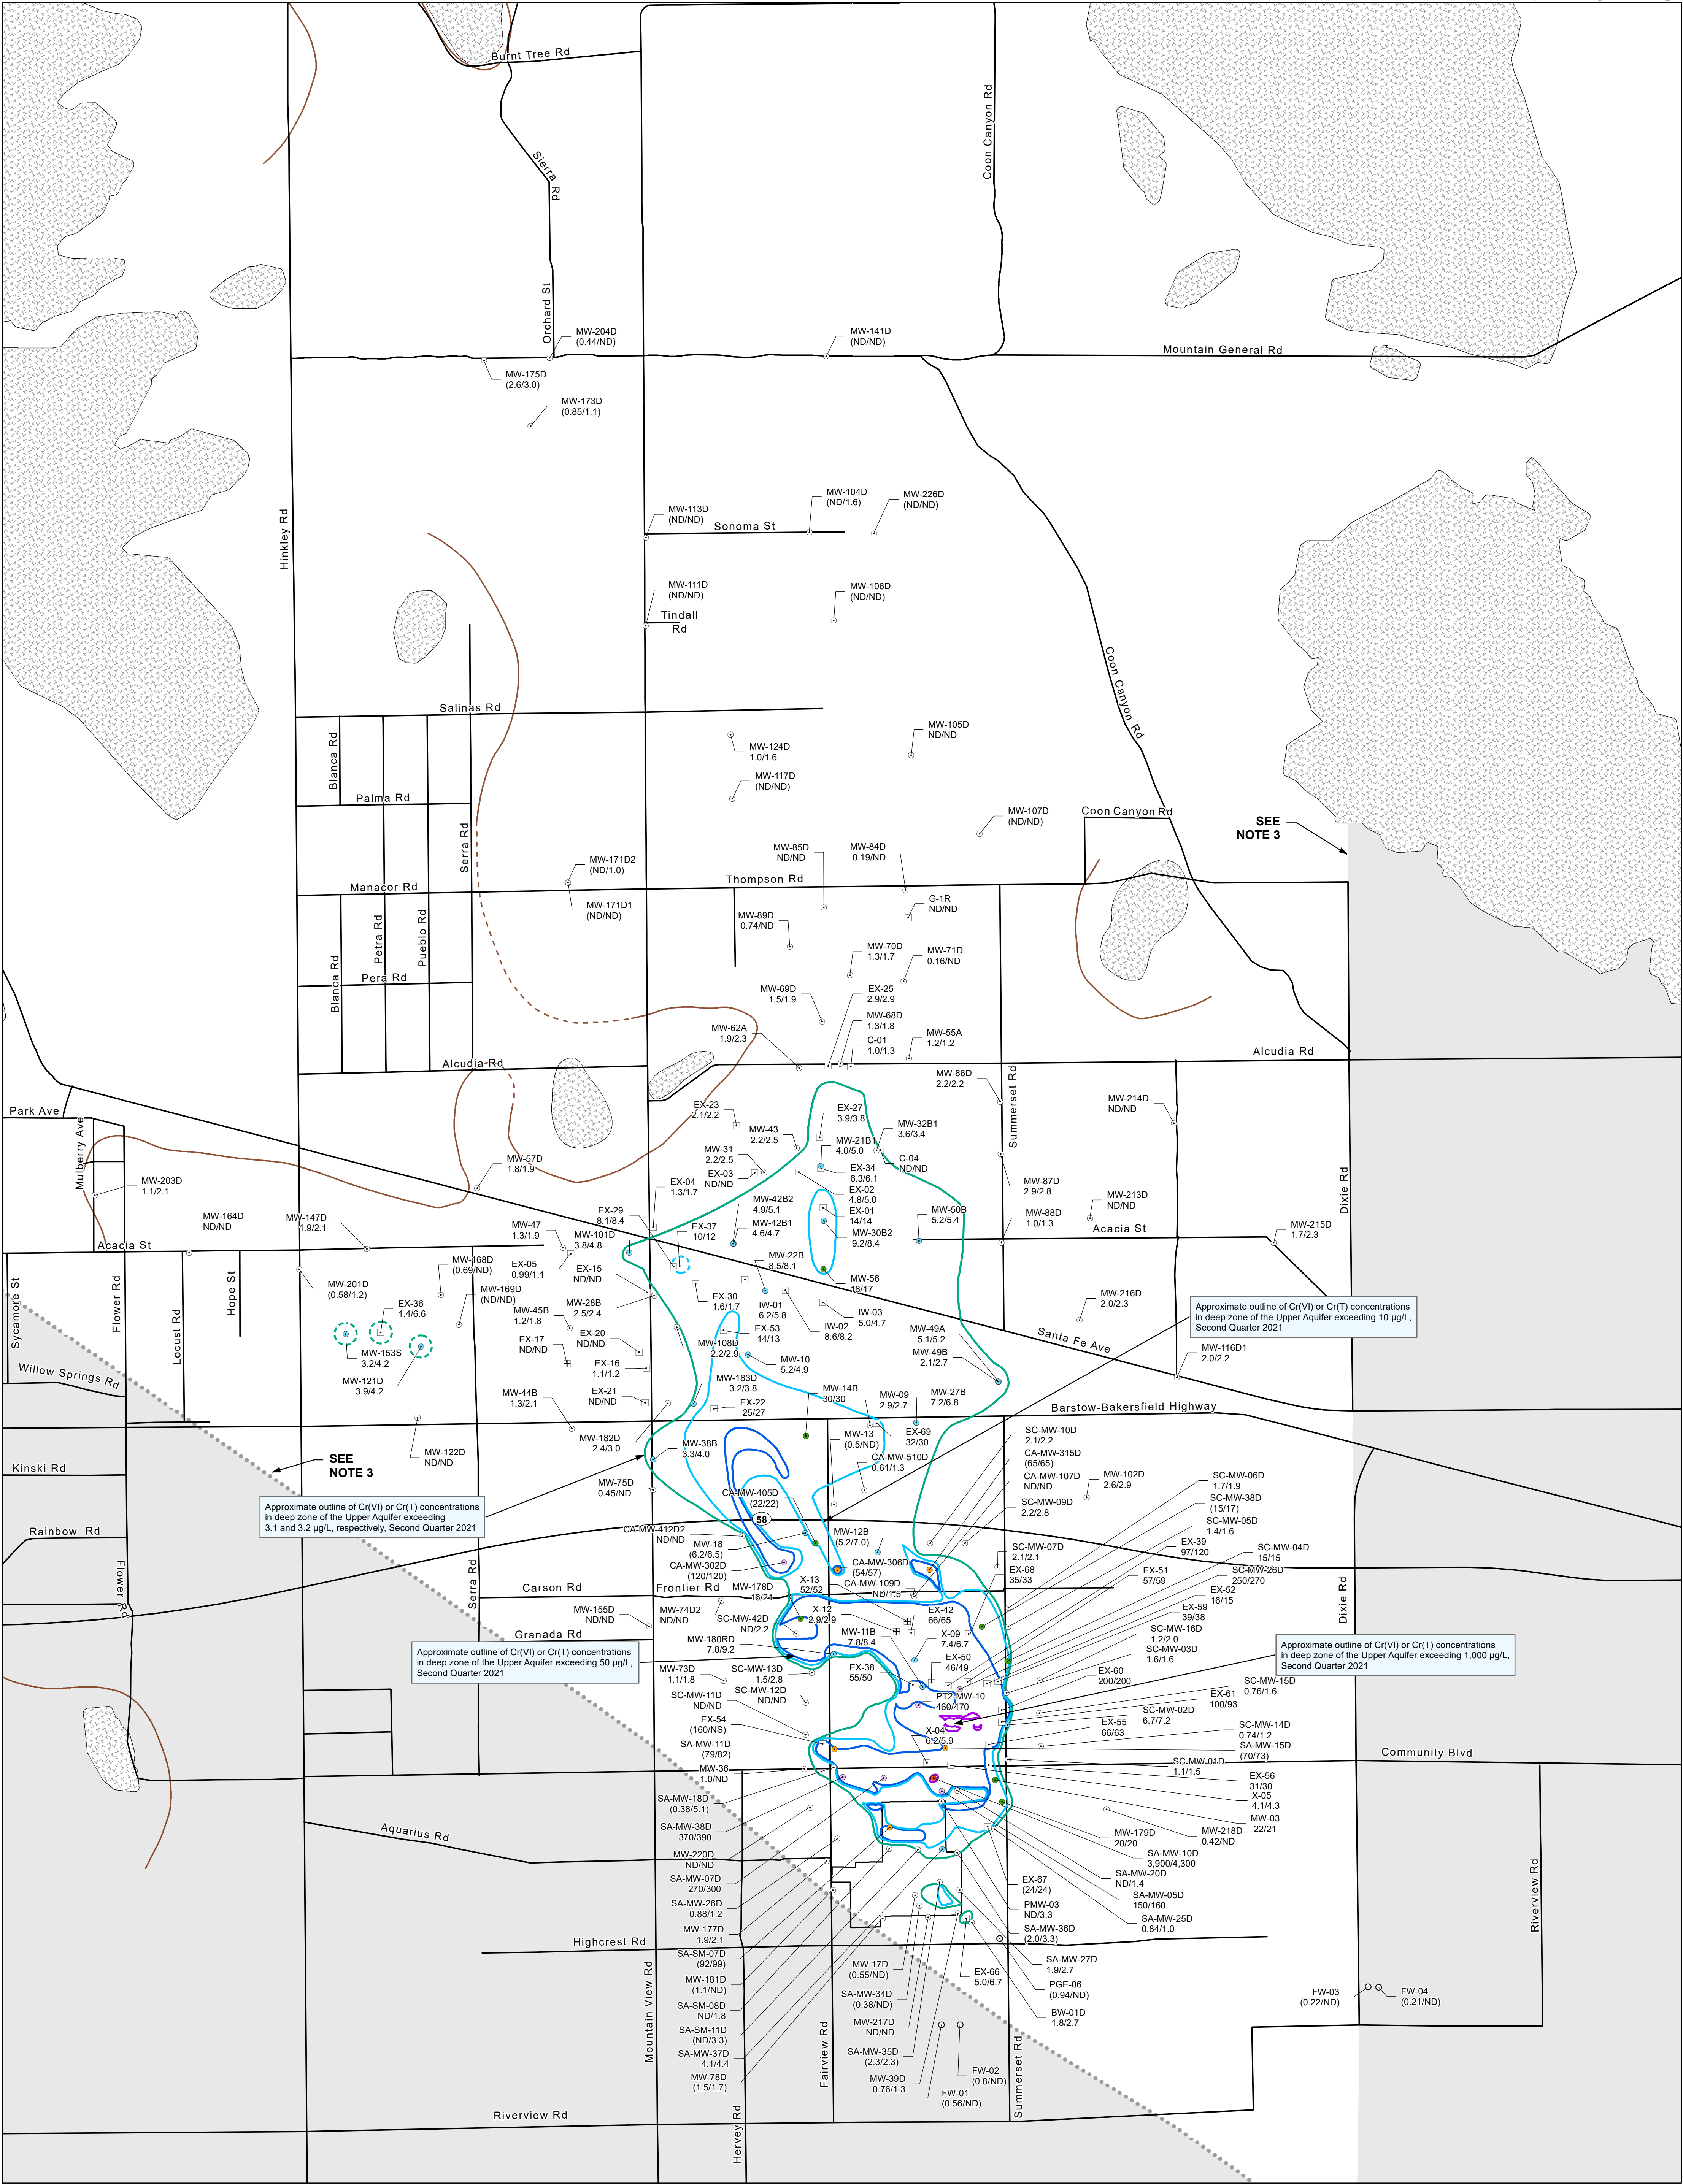 Burnt Tree Rd
Coon Canyon Rd
Sierra Rd
Orchard St
MW-204D
(0.44/ND)
MW-141D
(ND/ND)
Mountain General Rd
MW-175D
(2.6/3.0)
MW-173D
(0.85/1.1)
Hinkley Rd
MW-104D
(ND/1.6)
MW-226D
(ND/ND)
MW-113D
(ND/ND)
Sonoma St
MW-111D
(ND/ND)
MW-106D
(ND/ND)
Tindall
Rd
Coon Canyon Rd
Salinas Rd
Blanca Rd
MW-105D
ND/ND
MW-124D
1.0/1.6
MW-117D
(ND/ND)
Palma Rd
MW-107D
(ND/ND)
Coon Canyon Rd
SEE
NOTE 3
Serra Rd
MW-85D
ND/ND
MW-84D
0.19/ND
MW-171D2
(ND/1.0)
Thompson Rd
Manacor Rd
MW-171D1
(ND/ND)
G-1R
ND/ND
MW-89D
0.74/ND
Petra Rd
Pueblo Rd
MW-70D
1.3/1.7
MW-71D
0.16/ND
Pera Rd
Blanca Rd
MW-69D
1.5/1.9
EX-25
2.9/2.9
MW-68D
1.3/1.8
MW-62A
1.9/2.3
C-01
1.0/1.3
MW-55A
1.2/1.2
Alcudia Rd
Alcudia Rd
MW-86D
2.2/2.2
Summerset Rd
MW-214D
ND/ND
Park Ave
Mulberry Ave
EX-23
2.1/2.2
EX-27
3.9/3.8
MW-43
2.2/2.5
MW-32B1
3.6/3.4
MW-31
2.2/2.5
MW-21B1
4.0/5.0
C-04
ND/ND
MW-57D
1.8/1.9
EX-03
ND/ND
EX-34
6.3/6.1
EX-04
1.3/1.7
EX-02
4.8/5.0
MW-87D
2.9/2.8
Dixie Rd
MW-203D
1.1/2.1
MW-42B2
4.9/5.1
EX-01
14/14
MW-213D
ND/ND
MW-164D
ND/ND
MW-147D
1.9/2.1
EX-29
8.1/8.4
EX-37
10/12
MW-42B1
4.6/4.7
MW-30B2
9.2/8.4
MW-50B
5.2/5.4
MW-88D
1.0/1.3
Acacia St
MW-215D
1.7/2.3
MW-47
1.3/1.9
MW-101D
3.8/4.8
Acacia St
EX-05
0.99/1.1
EX-15
ND/ND
MW-22B
8.5/8.1
MW-56
18/17
MW-168D
(0.69/ND)
MW-201D
(0.58/1.2)
MW-169D
(ND/ND)
MW-28B
2.5/2.4
EX-30
1.6/1.7
IW-01
6.2/5.8
IW-03
5.0/4.7
IW-02
8.6/8.2
MW-216D
2.0/2.3
Sycamore St
Flower Rd
Locust Rd
Hope St
EX-36
1.4/6.6
MW-45B
1.2/1.8
EX-53
14/13
Approximate outline of Cr(VI) or Cr(T) concentrations
in deep zone of the Upper Aquifer exceeding 10 µg/L,
Second Quarter 2021
EX-17
ND/ND
EX-20
ND/ND
MW-108D
2.2/2.9
MW-49A
5.1/5.2
MW-49B
2.1/2.7
Santa Fe Ave
MW-153S
3.2/4.2
EX-16
1.1/1.2
MW-10
5.2/4.9
MW-116D1
2.0/2.2
Willow Springs Rd
MW-121D
3.9/4.2
MW-183D
3.2/3.8
MW-14B
30/30
MW-09
2.9/2.7
MW-27B
7.2/6.8
MW-44B
1.3/2.1
EX-21
ND/ND
EX-22
25/27
Barstow-Bakersfield Highway
MW-13
(0.5/ND)
EX-69
32/30
MW-122D
ND/ND
MW-182D
2.4/3.0
MW-38B
3.3/4.0
SC-MW-10D
2.1/2.2
CA-MW-315D
(65/65)
SEE
NOTE 3
Kinski Rd
CA-MW-510D
0.61/1.3
CA-MW-107D
ND/ND
MW-102D
2.6/2.9
SC-MW-06D
1.7/1.9
MW-75D
0.45/ND
CA-MW-405D
(22/22)
SC-MW-09D
2.2/2.8
SC-MW-38D
(15/17)
Approximate outline of Cr(VI) or Cr(T) concentrations
in deep zone of the Upper Aquifer exceeding
3.1 and 3.2 µg/L, respectively, Second Quarter 2021
58
SC-MW-05D
1.4/1.6
Rainbow Rd
CA-MW-412D2
ND/ND
MW-12B
(5.2/7.0)
EX-39
97/120
MW-18
(6.2/6.5)
SC-MW-07D
2.1/2.1
SC-MW-04D
15/15
CA-MW-302D
(120/120)
CA-MW-306D
(54/57)
EX-68
35/33
EX-51
57/59
SC-MW-26D
250/270
Flower Rd
Serra Rd
Carson Rd
Frontier Rd
MW-178D
16/21
X-13
52/52
CA-MW-109D
ND/1.5
EX-52
16/15
Dixie Rd
MW-155D
ND/ND
MW-74D2
ND/ND
X-12
2.9/2.9
EX-42
66/65
EX-59
39/38
SC-MW-42D
ND/2.2
Granada Rd
MW-11B
7.8/8.4
X-09
7.4/6.7
SC-MW-16D
1.2/2.0
MW-180RD
7.8/9.2
SC-MW-03D
1.6/1.6
Approximate outline of Cr(VI) or Cr(T) concentrations
in deep zone of the Upper Aquifer exceeding 50 µg/L,
Second Quarter 2021
Approximate outline of Cr(VI) or Cr(T) concentrations
in deep zone of the Upper Aquifer exceeding 1,000 µg/L,
Second Quarter 2021
EX-50
46/49
MW-73D
1.1/1.8
SC-MW-13D
1.5/2.8
EX-38
55/50
EX-60
200/200
SC-MW-15D
0.76/1.6
SC-MW-11D
ND/ND
SC-MW-12D
ND/ND
PT2-MW-10
460/470
EX-61
100/93
SC-MW-02D
6.7/7.2
EX-54
(160/NS)
X-04
6.2/5.9
EX-55
66/63
SC-MW-14D
0.74/1.2
SA-MW-11D
(79/82)
SA-MW-15D
(70/73)
Community Blvd
MW-36
1.0/ND
SC-MW-01D
1.1/1.5
EX-56
31/30
SA-MW-18D
(0.38/5.1)
X-05
4.1/4.3
SA-MW-38D
370/390
MW-03
22/21
Aquarius Rd
MW-179D
20/20
MW-218D
0.42/ND
MW-220D
ND/ND
SA-MW-10D
3,900/4,300
SA-MW-07D
270/300
EX-67
(24/24)
SA-MW-20D
ND/1.4
SA-MW-26D
0.88/1.2
PMW-03
ND/3.3
SA-MW-05D
150/160
MW-177D
1.9/2.1
SA-MW-36D
(2.0/3.3)
SA-MW-25D
0.84/1.0
Highcrest Rd
SA-SM-07D
(92/99)
MW-17D
(0.55/ND)
EX-66
5.0/6.7
SA-MW-27D
1.9/2.7
Riverview Rd
MW-181D
(1.1/ND)
SA-MW-34D
(0.38/ND)
PGE-06
(0.94/ND)
FW-03
(0.22/ND)
FW-04
(0.21/ND)
SA-SM-08D
ND/1.8
MW-217D
ND/ND
BW-01D
1.8/2.7
SA-SM-11D
(ND/3.3)
Mountain View Rd
Fairview Rd
SA-MW-37D
4.1/4.4
SA-MW-35D
(2.3/2.3)
MW-78D
(1.5/1.7)
MW-39D
0.76/1.3
FW-02
(0.8/ND)
FW-01
(0.56/ND)
Summerset Rd
Hervey Rd
Riverview Rd